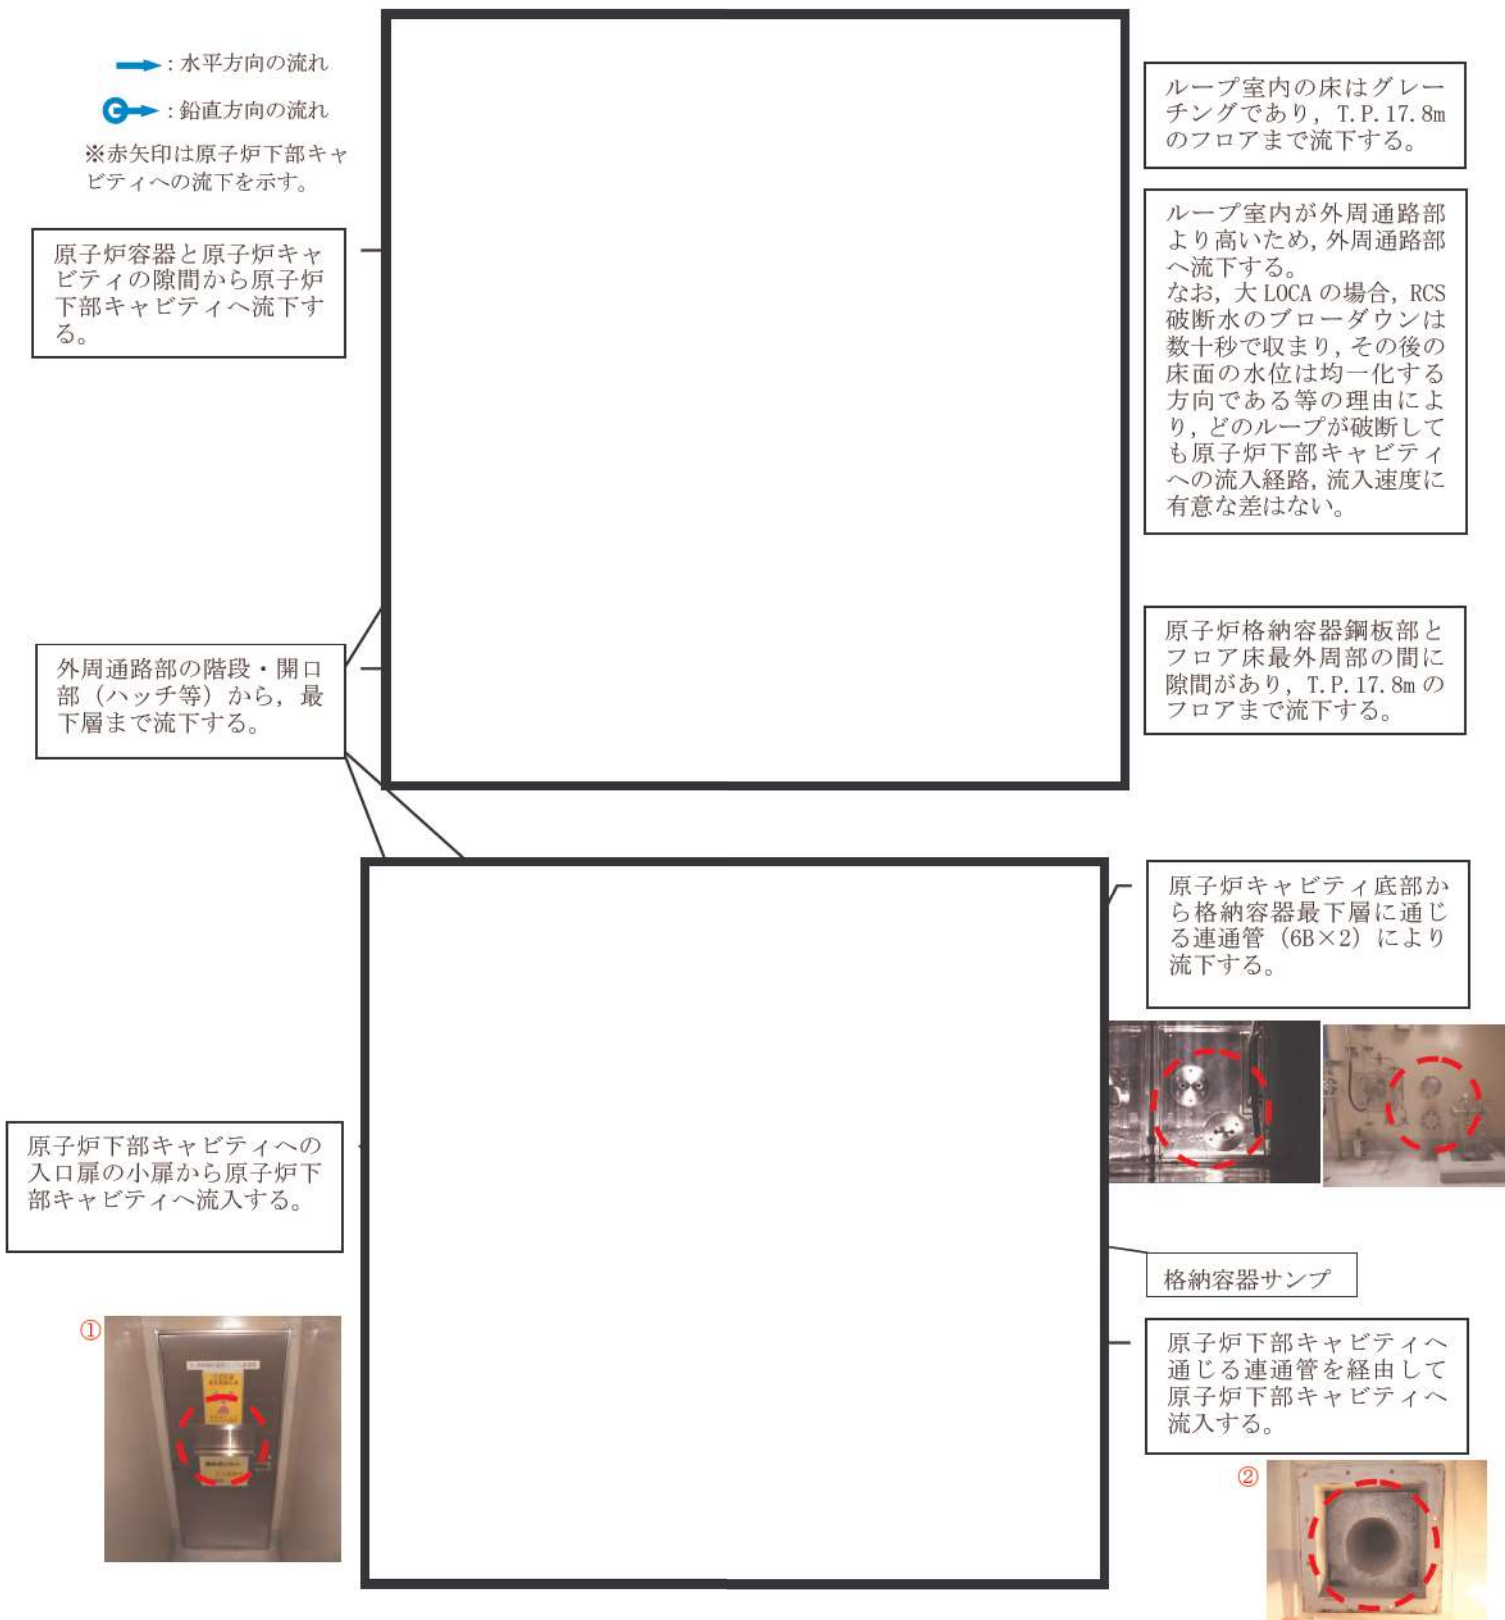 ：水平方向の流れ
：鉛直方向の流れ
※赤矢印は原子炉下部キャ
ビティへの流下を示す。
原子炉容器と原子炉キャ
ビティの隙間から原子炉
下部キャビティへ流下す
る。
外周通路部の階段・開口
部（ハッチ等）から，最
下層まで流下する。
原子炉下部キャビティへの
入口扉の小扉から原子炉下
部キャビティへ流入する。
①
ループ室内の床はグレー
チングであり，T.P.17.8m
のフロアまで流下する。
ループ室内が外周通路部
より高いため，外周通路部
へ流下する。
なお，大 LOCA の場合，RCS
破断水のブローダウンは
数十秒で収まり，その後の
床面の水位は均一化する
方向である等の理由によ
り，どのループが破断して
も原子炉下部キャビティ
への流入経路，流入速度に
有意な差はない。
原子炉格納容器鋼板部と
フロア床最外周部の間に
隙間があり，T.P.17.8m の
フロアまで流下する。
原子炉キャビティ底部か
ら格納容器最下層に通じ
る連通管（6B×2）により
流下する。
格納容器サンプ
原子炉下部キャビティへ
通じる連通管を経由して
原子炉下部キャビティへ
流入する。
②